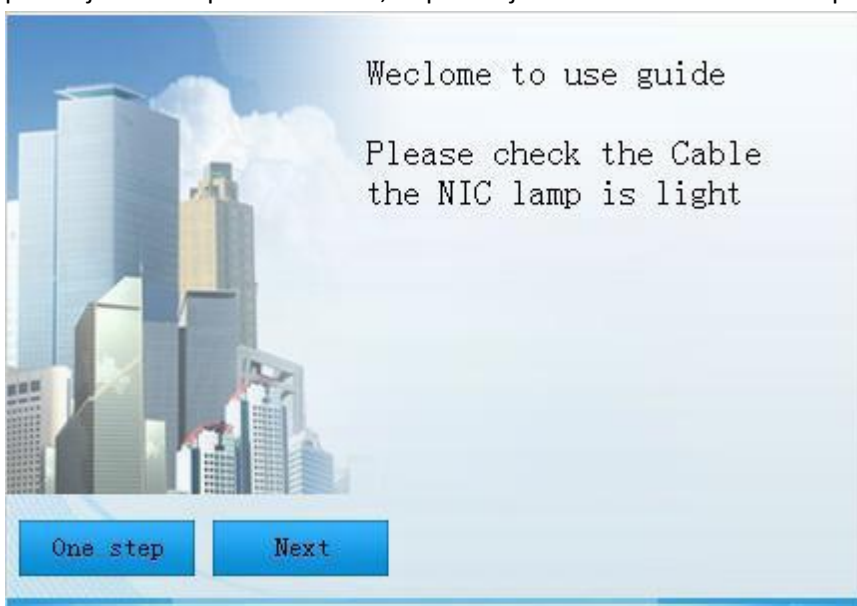 Weclome to use guide
Please check the Cable
the NIC lamp is light
One step
Next